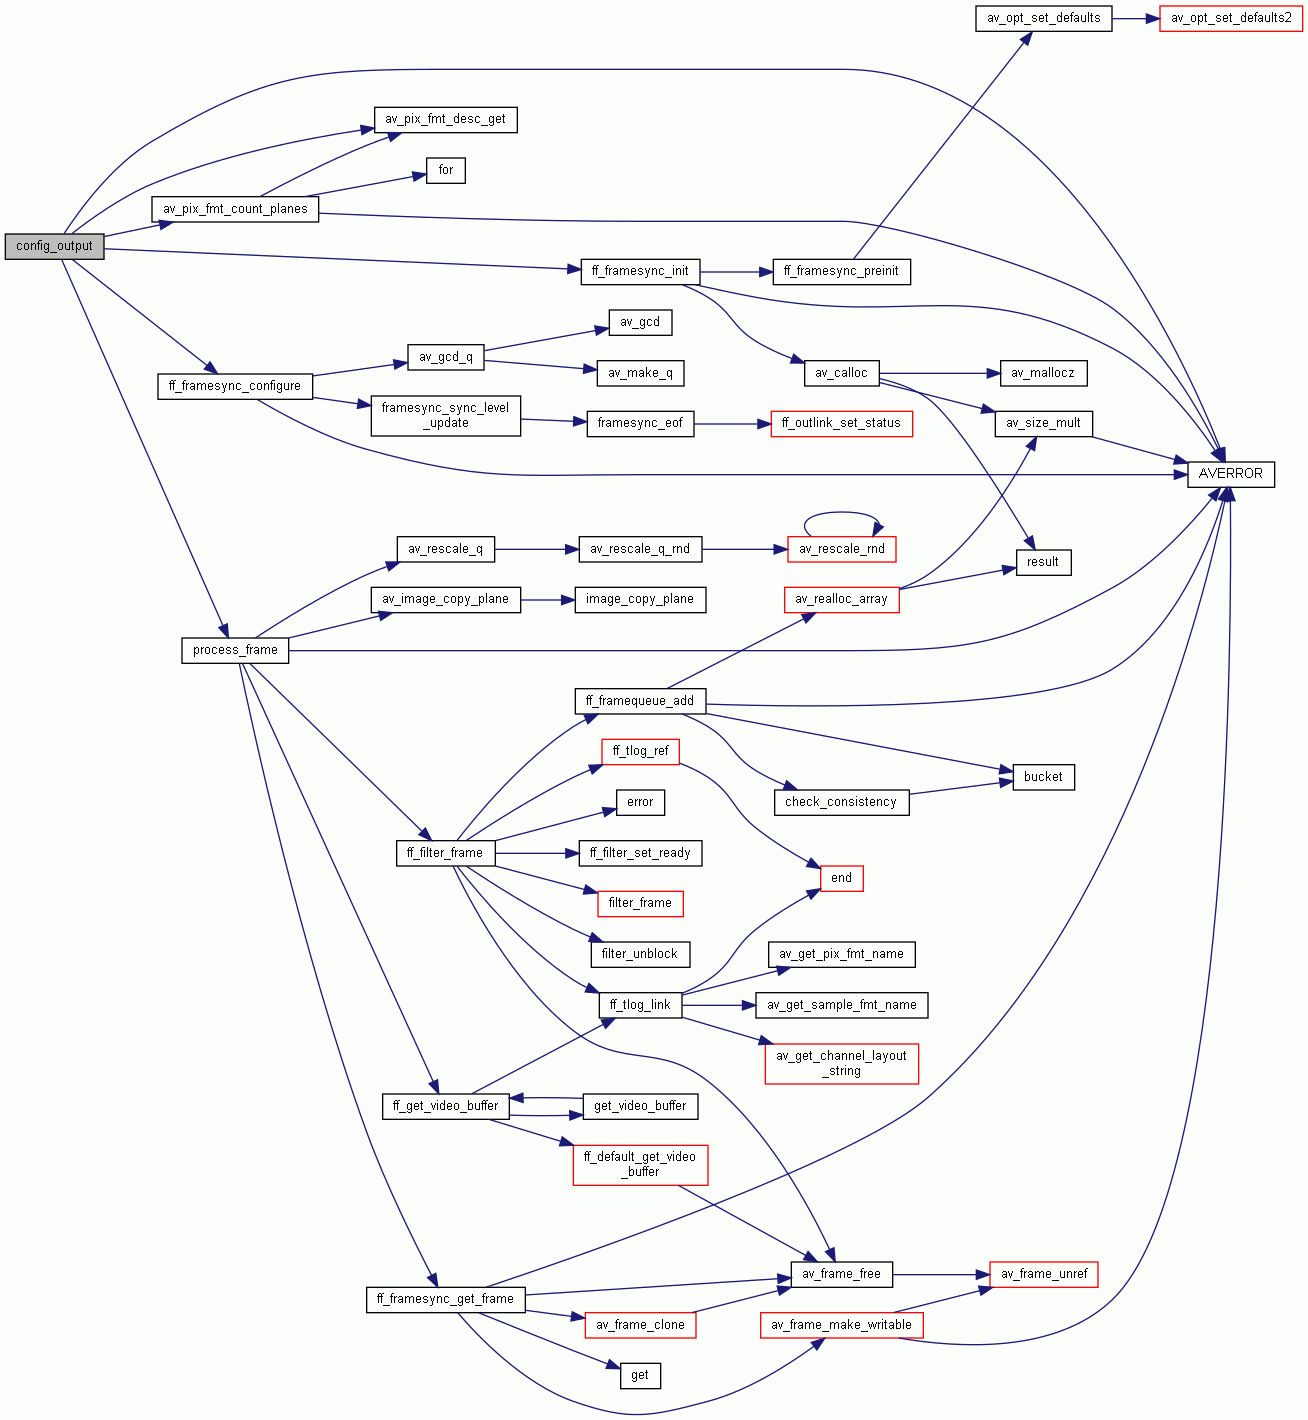 av_opt_set_defaults
av_opt_set_defaults2
av_pix_fmt_desc_get
for
av_pix_fmt_count_planes
config_output
ff_framesync_init
ff_framesync_preinit
av_gcd
av_gcd_q
av_make_q
av_calloc
av_mallocz
ff_framesync_configure
framesync_sync_level
_update
framesync_eof
ff_outlink_set_status
av_size_mult
AVERROR
av_rescale_q
av_rescale_q_rnd
av_rescale_rnd
result
av_image_copy_plane
image_copy_plane
av_realloc_array
process_frame
ff_framequeue_add
ff_tlog_ref
bucket
error
check_consistency
ff_filter_frame
ff_filter_set_ready
end
filter_frame
filter_unblock
av_get_pix_fmt_name
ff_tlog_link
av_get_sample_fmt_name
av_get_channel_layout
_string
ff_get_video_buffer
get_video_buffer
ff_default_get_video
_buffer
av_frame_free
av_frame_unref
ff_framesync_get_frame
av_frame_clone
av_frame_make_writable
get